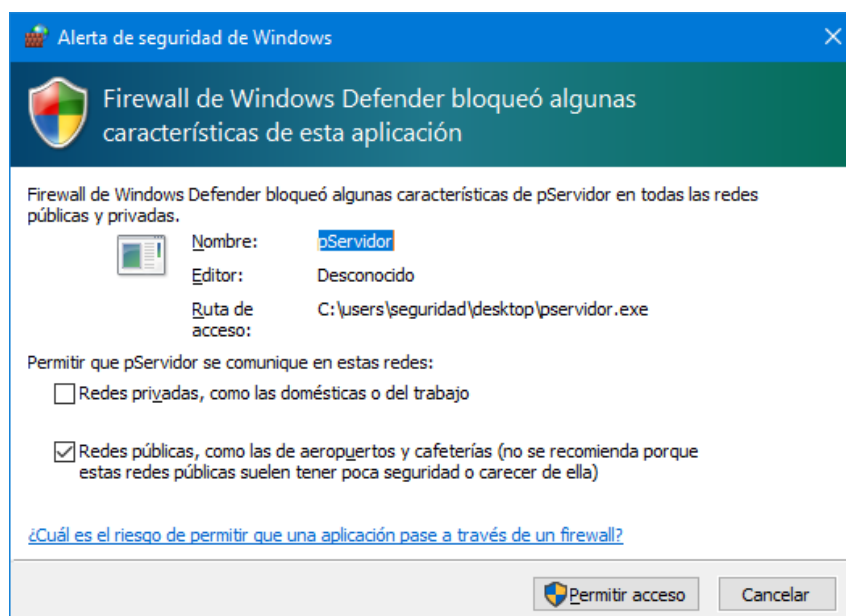 Alerta de seguridad de Windows
Firewall de Windows Defender bloqueó algunas
características de esta aplicación
Firewall de Windows Defender bloqueó algunas características de pServidor en todas las redes
públicas y privadas.
Nombre: pServidor
Editor: Desconocido
Ruta de C:\users\seguridad\desktop\pservidor.exe
acceso:
Permitir que pServidor se comunique en estas redes:
Redes privadas, como las domésticas o del trabajo
Redes públicas, como las de aeropuertos y cafeterías (no se recomienda porque
estas redes públicas suelen tener poca seguridad o carecer de ella)
¿Cuál es el riesgo de permitir que una aplicación pase a través de un firewall?
Permitir acceso Cancelar